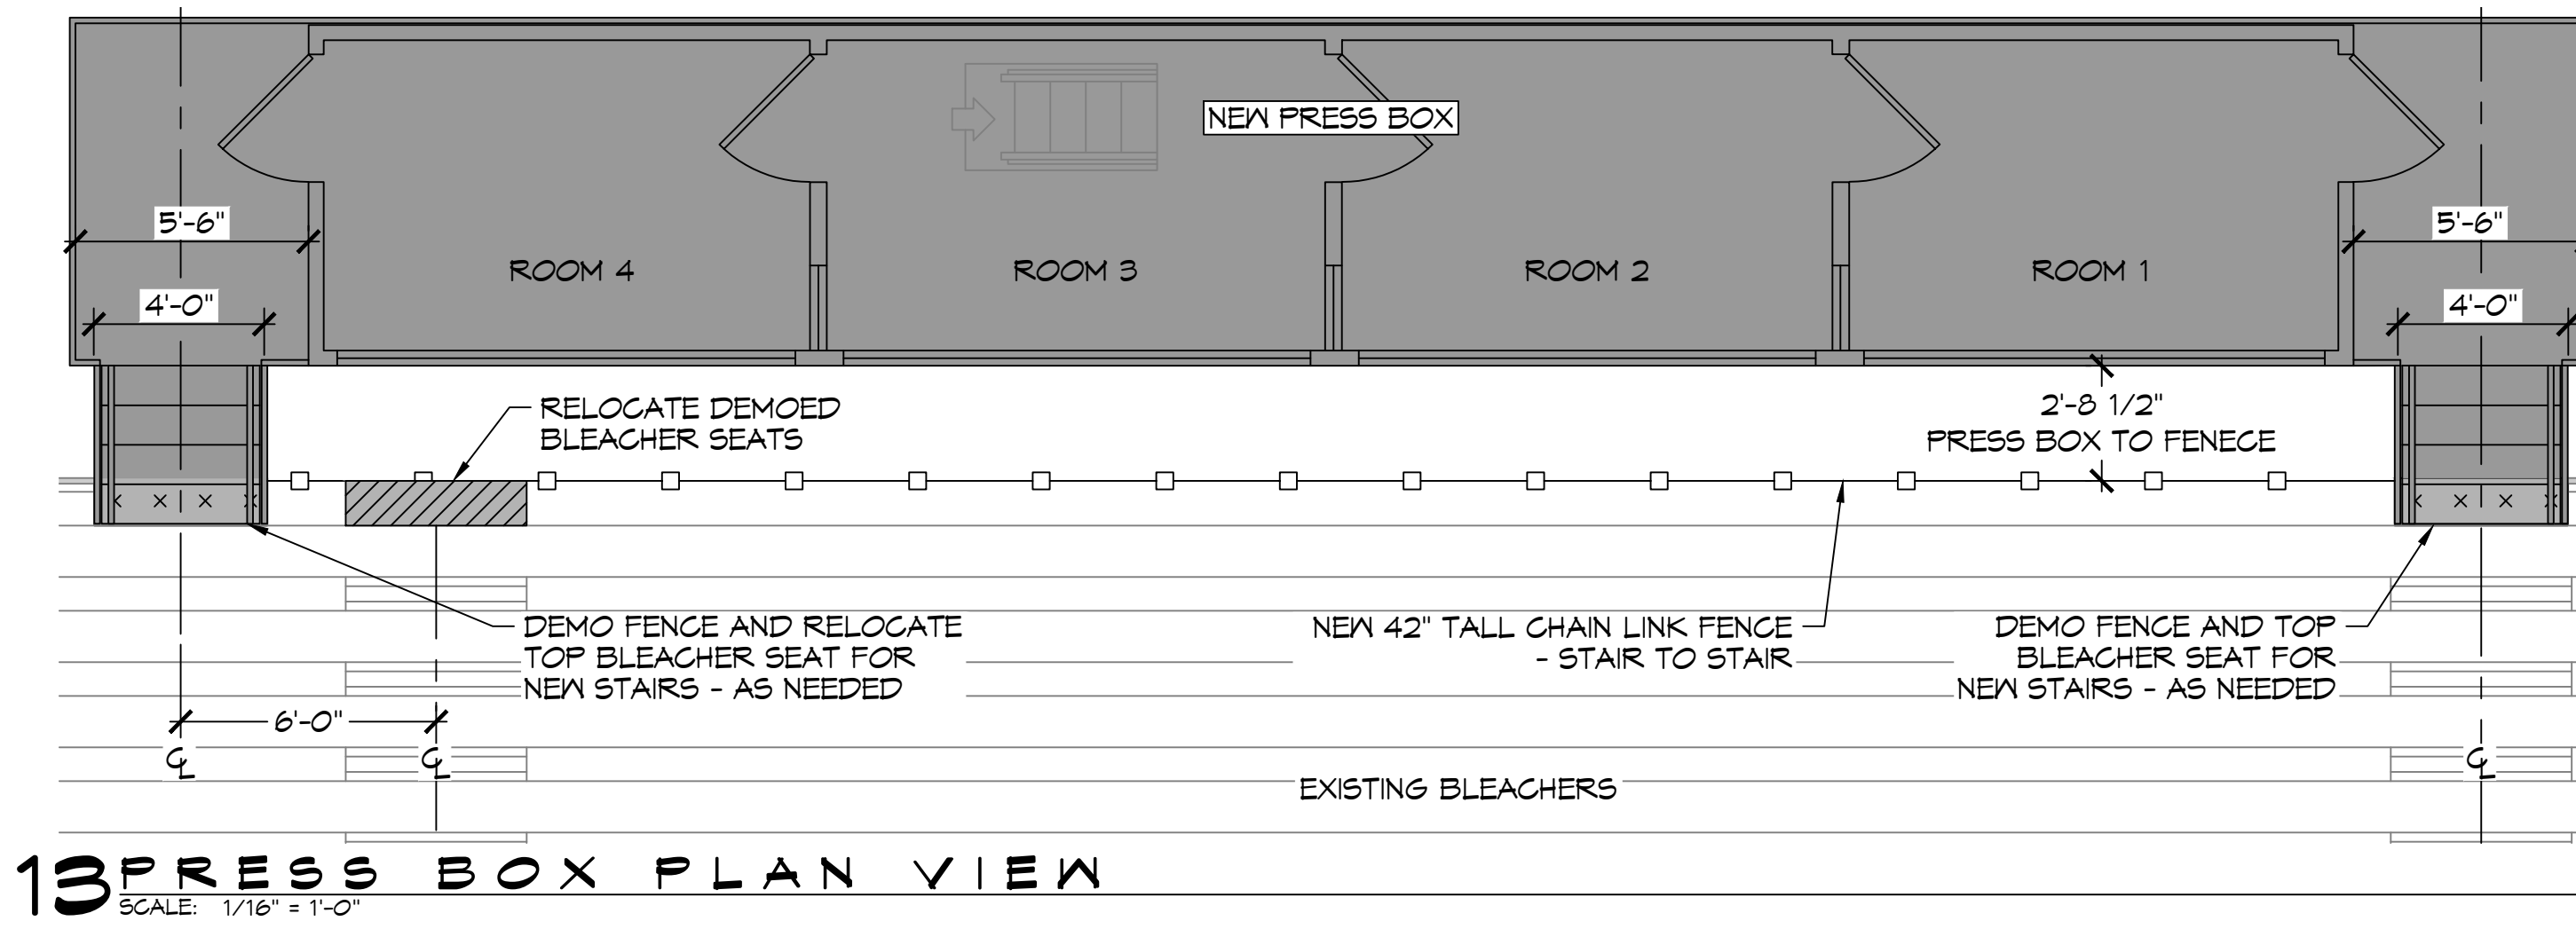 NEW PRESS BOX
5'-6"
5'-6"
ROOM 4
ROOM 3
ROOM 2
ROOM 1
4'-0"
4'-0"
RELOCATE DEMOED
BLEACHER SEATS
2'-8 1/2"
PRESS BOX TO FENECE
DEMO FENCE AND RELOCATE
TOP BLEACHER SEAT FOR
NEW STAIRS - AS NEEDED
NEW 42" TALL CHAIN LINK FENCE
- STAIR TO STAIR
DEMO FENCE AND TOP
BLEACHER SEAT FOR
NEW STAIRS - AS NEEDED
6'-0"
℄
℄
℄
EXISTING BLEACHERS
13 PRESS BOX PLAN VIEW
SCALE: 1/16" = 1'-0"